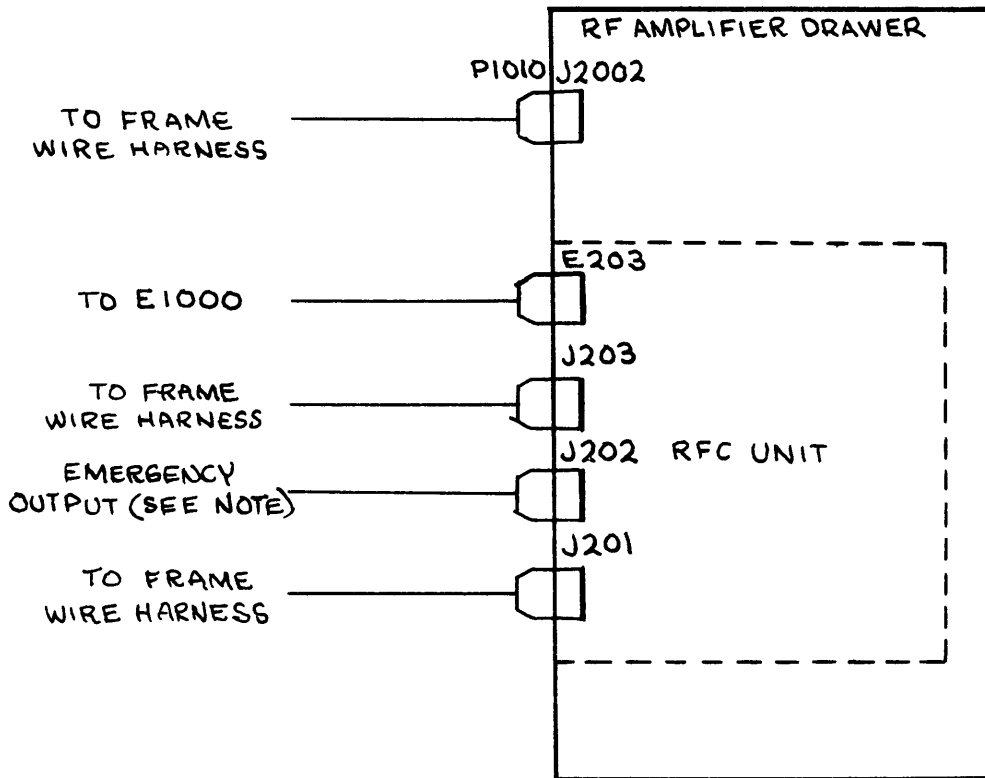 RF AMPLIFIER DRAWER
P1010 J2002
TO FRAME
WIRE HARNESS
E203
TO E1000
J203
TO FRAME
WIRE HARNESS
J202 RFC UNIT
EMERGENCY
OUTPUT (SEE NOTE)
J201
TO FRAME
WIRE HARNESS